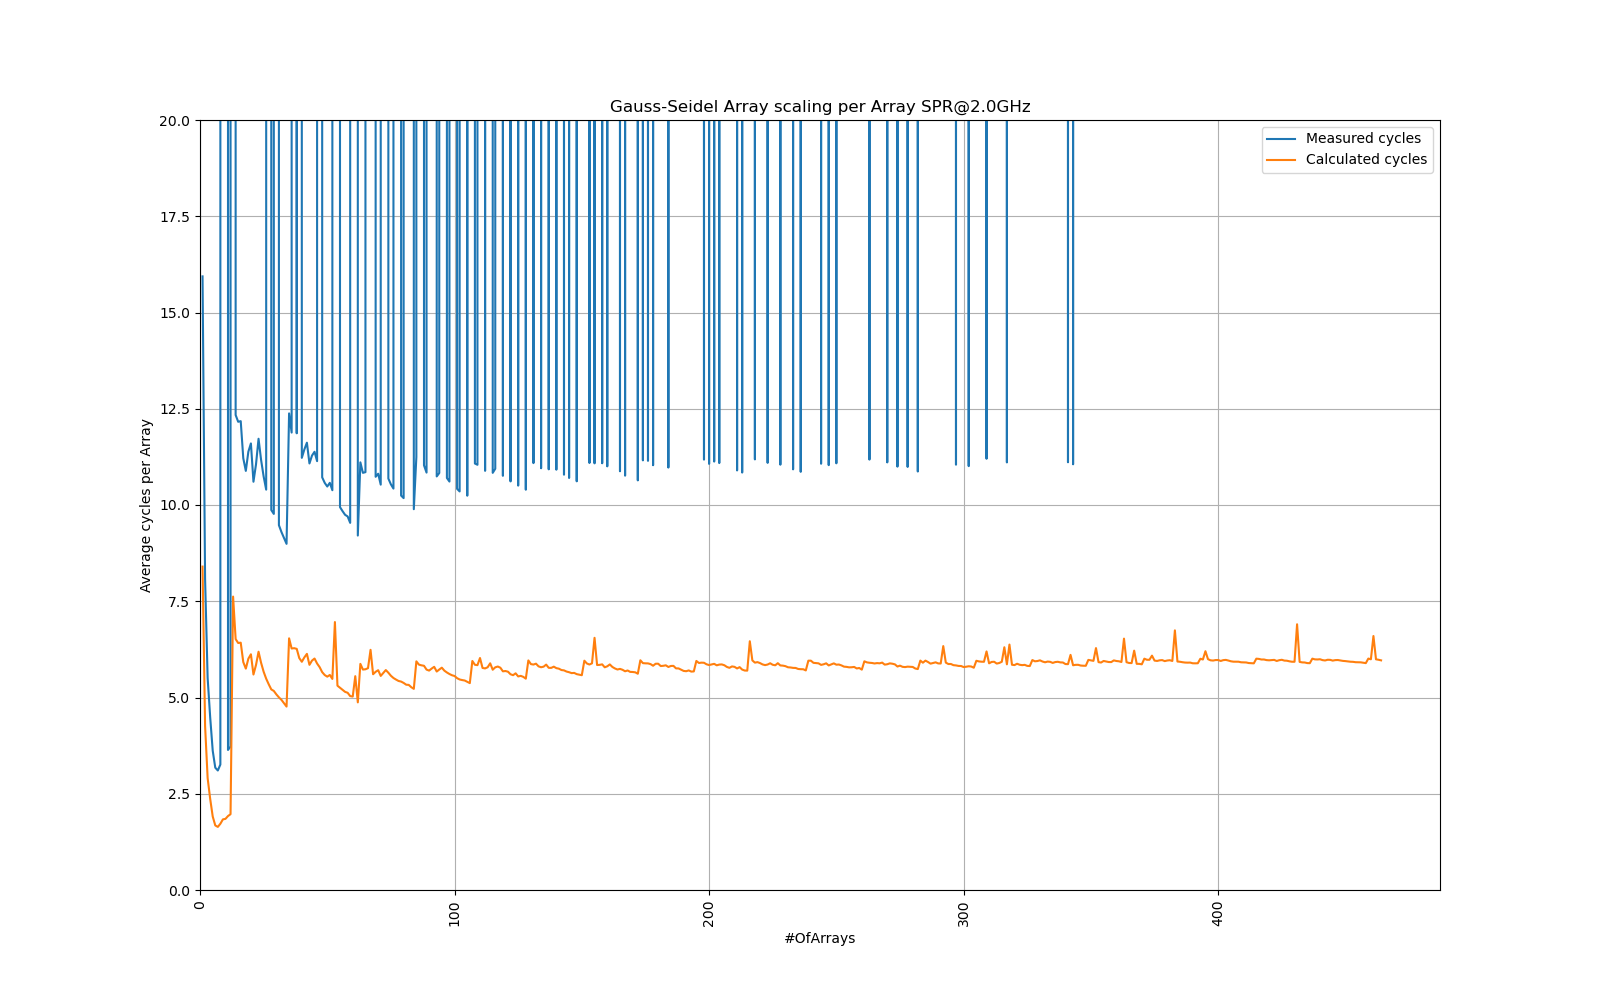 Gauss-Seidel Array scaling per Array SPR@2.0GHz
20.0
17.5
15.0
12.5
10.0
7.5
5.0
2.5
0.0
Average cycles per Array
Measured cycles
Calculated cycles
0
100
200
300
400
#OfArrays